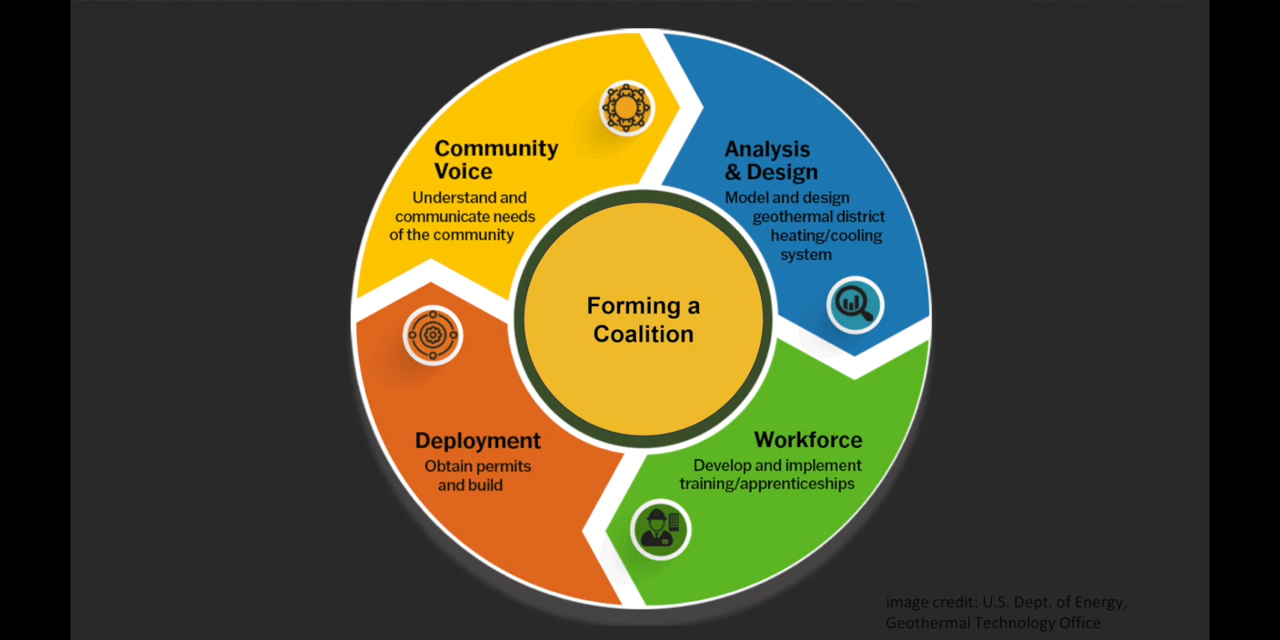 Community
Voice
Understand and
communicate needs
of the community
Analysis
& Design
Model and design
geothermal district
heating/cooling
system
Forming a
Coalition
Deployment
Obtain permits
and build
Workforce
Develop and implement
training/apprenticeships
image credit: U.S. Dept. of Energy,
Geothermal Technology Office